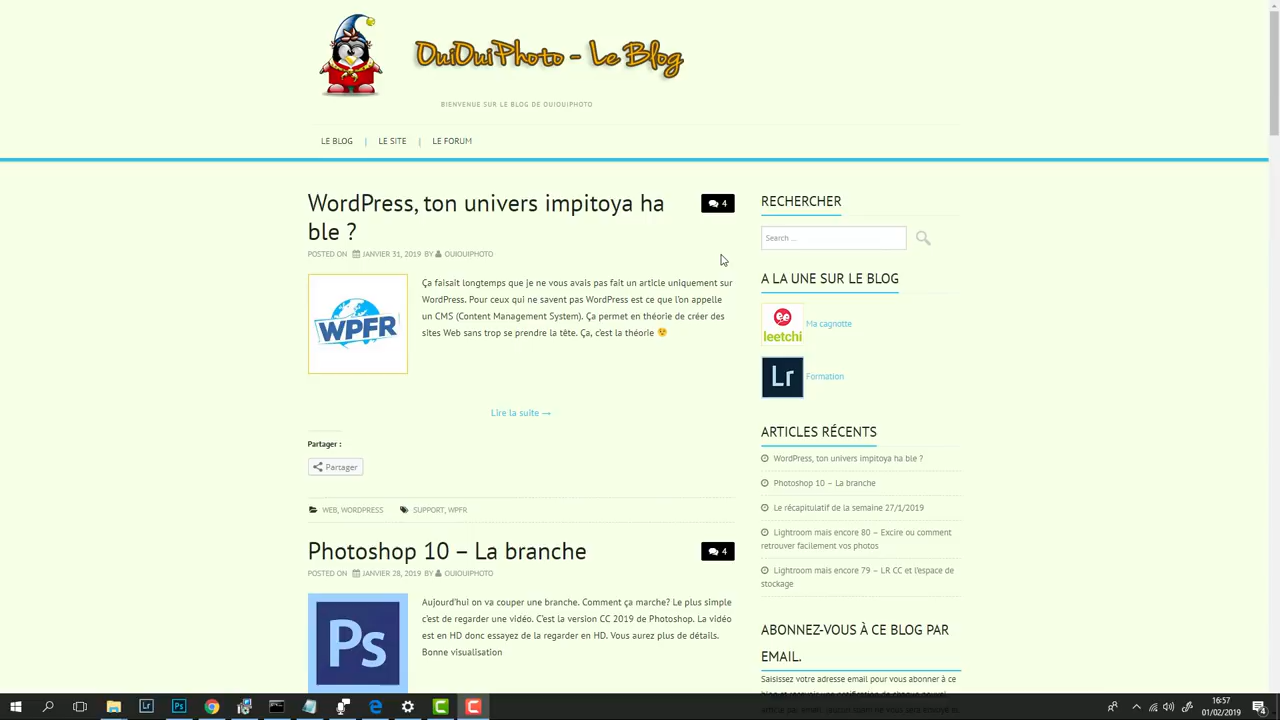 OuiOuiPhoto - Le Blog
BIENVENUE SUR LE BLOG DE OUIOUIPHOTO
LE BLOG | LE SITE | LE FORUM
WordPress, ton univers impitoya ha
ble ?
4
POSTED ON JANVIER 31, 2019 BY OUIOUIPHOTO
WPFR
Ça faisait longtemps que je ne vous avais pas fait un article uniquement sur
WordPress. Pour ceux qui ne savent pas WordPress est ce que l'on appelle
un CMS (Content Management System). Ça permet en théorie de créer des
sites Web sans trop se prendre la tête. Ça, c'est la théorie
Lire la suite →
Partager :
Partager
WEB, WORDPRESS SUPPORT, WPFR
Photoshop 10 – La branche
4
POSTED ON JANVIER 28, 2019 BY OUIOUIPHOTO
Ps
Aujourd'hui on va couper une branche. Comment ça marche? Le plus simple
c'est de regarder une vidéo. C'est la version CC 2019 de Photoshop. La vidéo
est en HD donc essayez de la regarder en HD. Vous aurez plus de détails.
Bonne visualisation
RECHERCHER
Search ...
A LA UNE SUR LE BLOG
leetchi
Ma cagnotte
Lr
Formation
ARTICLES RÉCENTS
WordPress, ton univers impitoya ha ble ?
Photoshop 10 – La branche
Le récapitulatif de la semaine 27/1/2019
Lightroom mais encore 80 – Excire ou comment
retrouver facilement vos photos
Lightroom mais encore 79 – LR CC et l'espace de
stockage
ABONNEZ-VOUS À CE BLOG PAR
EMAIL.
Saisissez votre adresse email pour vous abonner à ce
16:57
01/02/2019